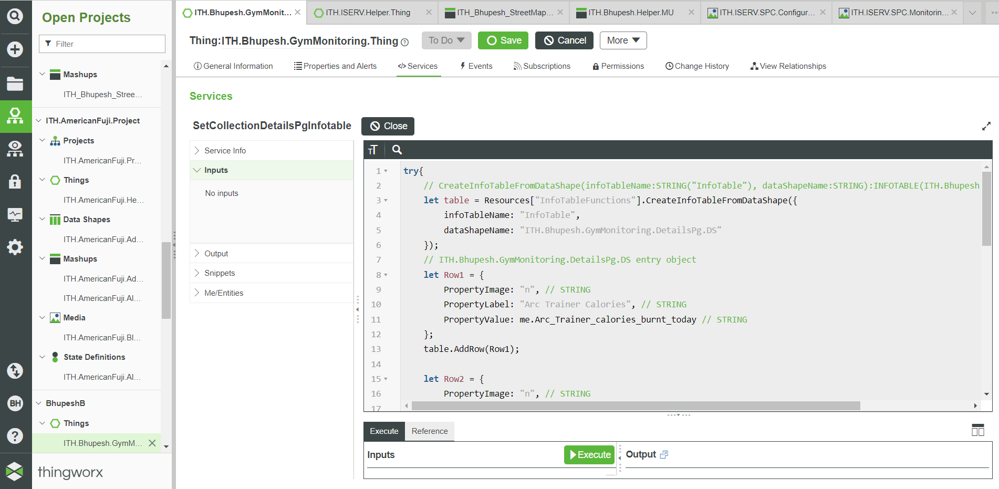 Open Projects
Filter
Mashups
ITH_Bhupesh_Stree...
ITH.AmericanFuji.Project
Projects
ITH.AmericanFuji.Pr...
Things
ITH.AmericanFuji.He...
Data Shapes
ITH.AmericanFuji.Ad...
Mashups
ITH.AmericanFuji.Ad...
ITH.AmericanFuji.Al...
Media
ITH.AmericanFuji.Bl...
State Definitions
ITH.AmericanFuji.Al...
BhupeshB
Things
ITH.Bhupesh.GymM...
BH
thingworx
ITH.Bhupesh.GymMonit... ITH.ISERV.Helper.Thing ITH_Bhupesh_StreetMap... ITH.Bhupesh.Helper.MU ITH.ISERV.SPC.Configur... ITH.ISERV.SPC.Monitorin...
Thing:ITH.Bhupesh.GymMonitoring.Thing To Do Save Cancel More
General Information Properties and Alerts Services Events Subscriptions Permissions Change History View Relationships
Services
SetCollectionDetailsPgInfotable Close
Service Info
Inputs
No inputs
Output
Snippets
Me/Entities
1 try{
2 // CreateInfoTableFromDataShape(infoTableName:STRING("InfoTable"), dataShapeName:STRING):INFOTABLE(ITH.Bhupesh
3 let table = Resources["InfoTableFunctions"].CreateInfoTableFromDataShape({
4 infoTableName: "InfoTable",
5 dataShapeName: "ITH.Bhupesh.GymMonitoring.DetailsPg.DS"
6 });
7 // ITH.Bhupesh.GymMonitoring.DetailsPg.DS entry object
8 let Row1 = {
9 PropertyImage: "n", // STRING
10 PropertyLabel: "Arc Trainer Calories", // STRING
11 PropertyValue: me.Arc_Trainer_calories_burnt_today // STRING
12 };
13 table.AddRow(Row1);
14
15 let Row2 = {
16 PropertyImage: "n", // STRING
17
Execute Reference
Inputs Execute Output